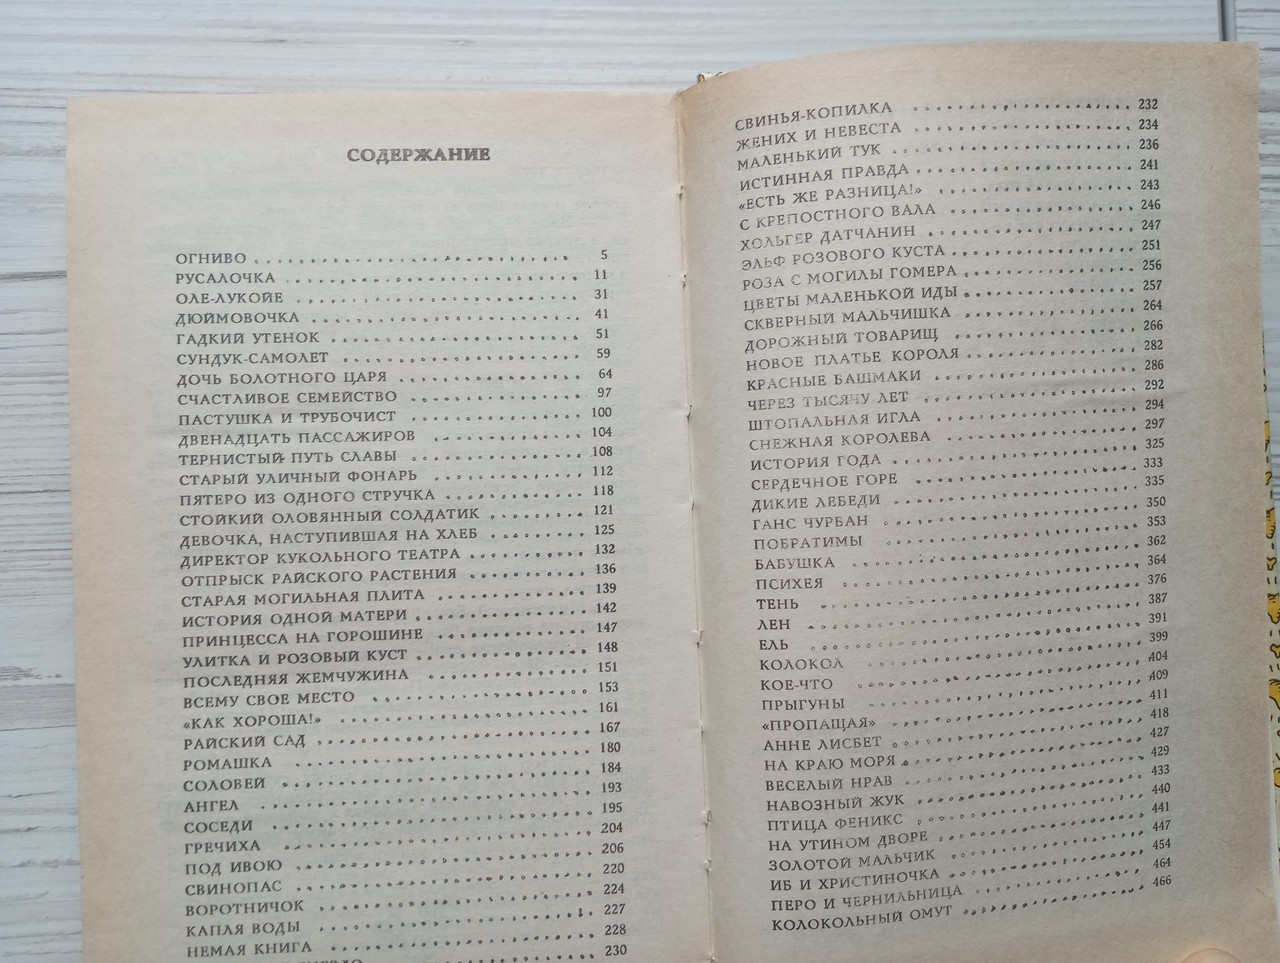 СОДЕРЖАНИЕ
ОГНИВО 5
РУСАЛОЧКА 11
ОЛЕ-ЛУКОЙЕ 31
ДЮЙМОВОЧКА 41
ГАДКИЙ УТЕНОК 51
СУНДУК-САМОЛЕТ 59
ДОЧЬ БОЛОТНОГО ЦАРЯ 64
СЧАСТЛИВОЕ СЕМЕЙСТВО 97
ПАСТУШКА И ТРУБОЧИСТ 100
ДВЕНАДЦАТЬ ПАССАЖИРОВ 104
ТЕРНИСТЫЙ ПУТЬ СЛАВЫ 108
СТАРЫЙ УЛИЧНЫЙ ФОНАРЬ 112
ПЯТЕРО ИЗ ОДНОГО СТРУЧКА 118
СТОЙКИЙ ОЛОВЯННЫЙ СОЛДАТИК 121
ДЕВОЧКА, НАСТУПИВШАЯ НА ХЛЕБ 125
ДИРЕКТОР КУКОЛЬНОГО ТЕАТРА 132
ОТПРЫСК РАЙСКОГО РАСТЕНИЯ 136
СТАРАЯ МОГИЛЬНАЯ ПЛИТА 139
ИСТОРИЯ ОДНОЙ МАТЕРИ 142
ПРИНЦЕССА НА ГОРОШИНЕ 147
УЛИТКА И РОЗОВЫЙ КУСТ 148
ПОСЛЕДНЯЯ ЖЕМЧУЖИНА 151
ВСЕМУ СВОЕ МЕСТО 153
«КАК ХОРОША!» 161
РАЙСКИЙ САД 167
РОМАШКА 180
СОЛОВЕЙ 184
АНГЕЛ 193
СОСЕДИ 195
ГРЕЧИХА 204
ПОД ИВОЮ 206
СВИНОПАС 220
ВОРОТНИЧОК 224
КАПЛЯ ВОДЫ 227
НЕМАЯ КНИГА 228
230
СВИНЬЯ-КОПИЛКА 232
ЖЕНИХ И НЕВЕСТА 234
МАЛЕНЬКИЙ ТУК 236
ИСТИННАЯ ПРАВДА 241
«ЕСТЬ ЖЕ РАЗНИЦА!» 243
С КРЕПОСТНОГО ВАЛА 246
ХОЛЬГЕР ДАТЧАНИН 247
ЭЛЬФ РОЗОВОГО КУСТА 251
РОЗА С МОГИЛЫ ГОМЕРА 256
ЦВЕТЫ МАЛЕНЬКОЙ ИДЫ 257
СКВЕРНЫЙ МАЛЬЧИШКА 264
ДОРОЖНЫЙ ТОВАРИЩ 266
НОВОЕ ПЛАТЬЕ КОРОЛЯ 282
КРАСНЫЕ БАШМАКИ 286
ЧЕРЕЗ ТЫСЯЧУ ЛЕТ 292
ШТОПАЛЬНАЯ ИГЛА 294
СНЕЖНАЯ КОРОЛЕВА 297
ИСТОРИЯ ГОДА 325
СЕРДЕЧНОЕ ГОРЕ 333
ДИКИЕ ЛЕБЕДИ 335
ГАНС ЧУРБАН 350
ПОБРАТИМЫ 353
БАБУШКА 362
ПСИХЕЯ 364
ТЕНЬ 376
ЛЕН 387
ЕЛЬ 391
КОЛОКОЛ 399
КОЕ-ЧТО 404
ПРЫГУНЫ 409
«ПРОПАЩАЯ» 411
АННЕ ЛИСБЕТ 418
НА КРАЮ МОРЯ 427
ВЕСЕЛЫЙ НРАВ 429
НАВОЗНЫЙ ЖУК 433
ПТИЦА ФЕНИКС 440
НА УТИНОМ ДВОРЕ 441
ЗОЛОТОЙ МАЛЬЧИК 447
ИБ И ХРИСТИНОЧКА 454
ПЕРО И ЧЕРНИЛЬНИЦА 464
КОЛОКОЛЬНЫЙ ОМУТ 466